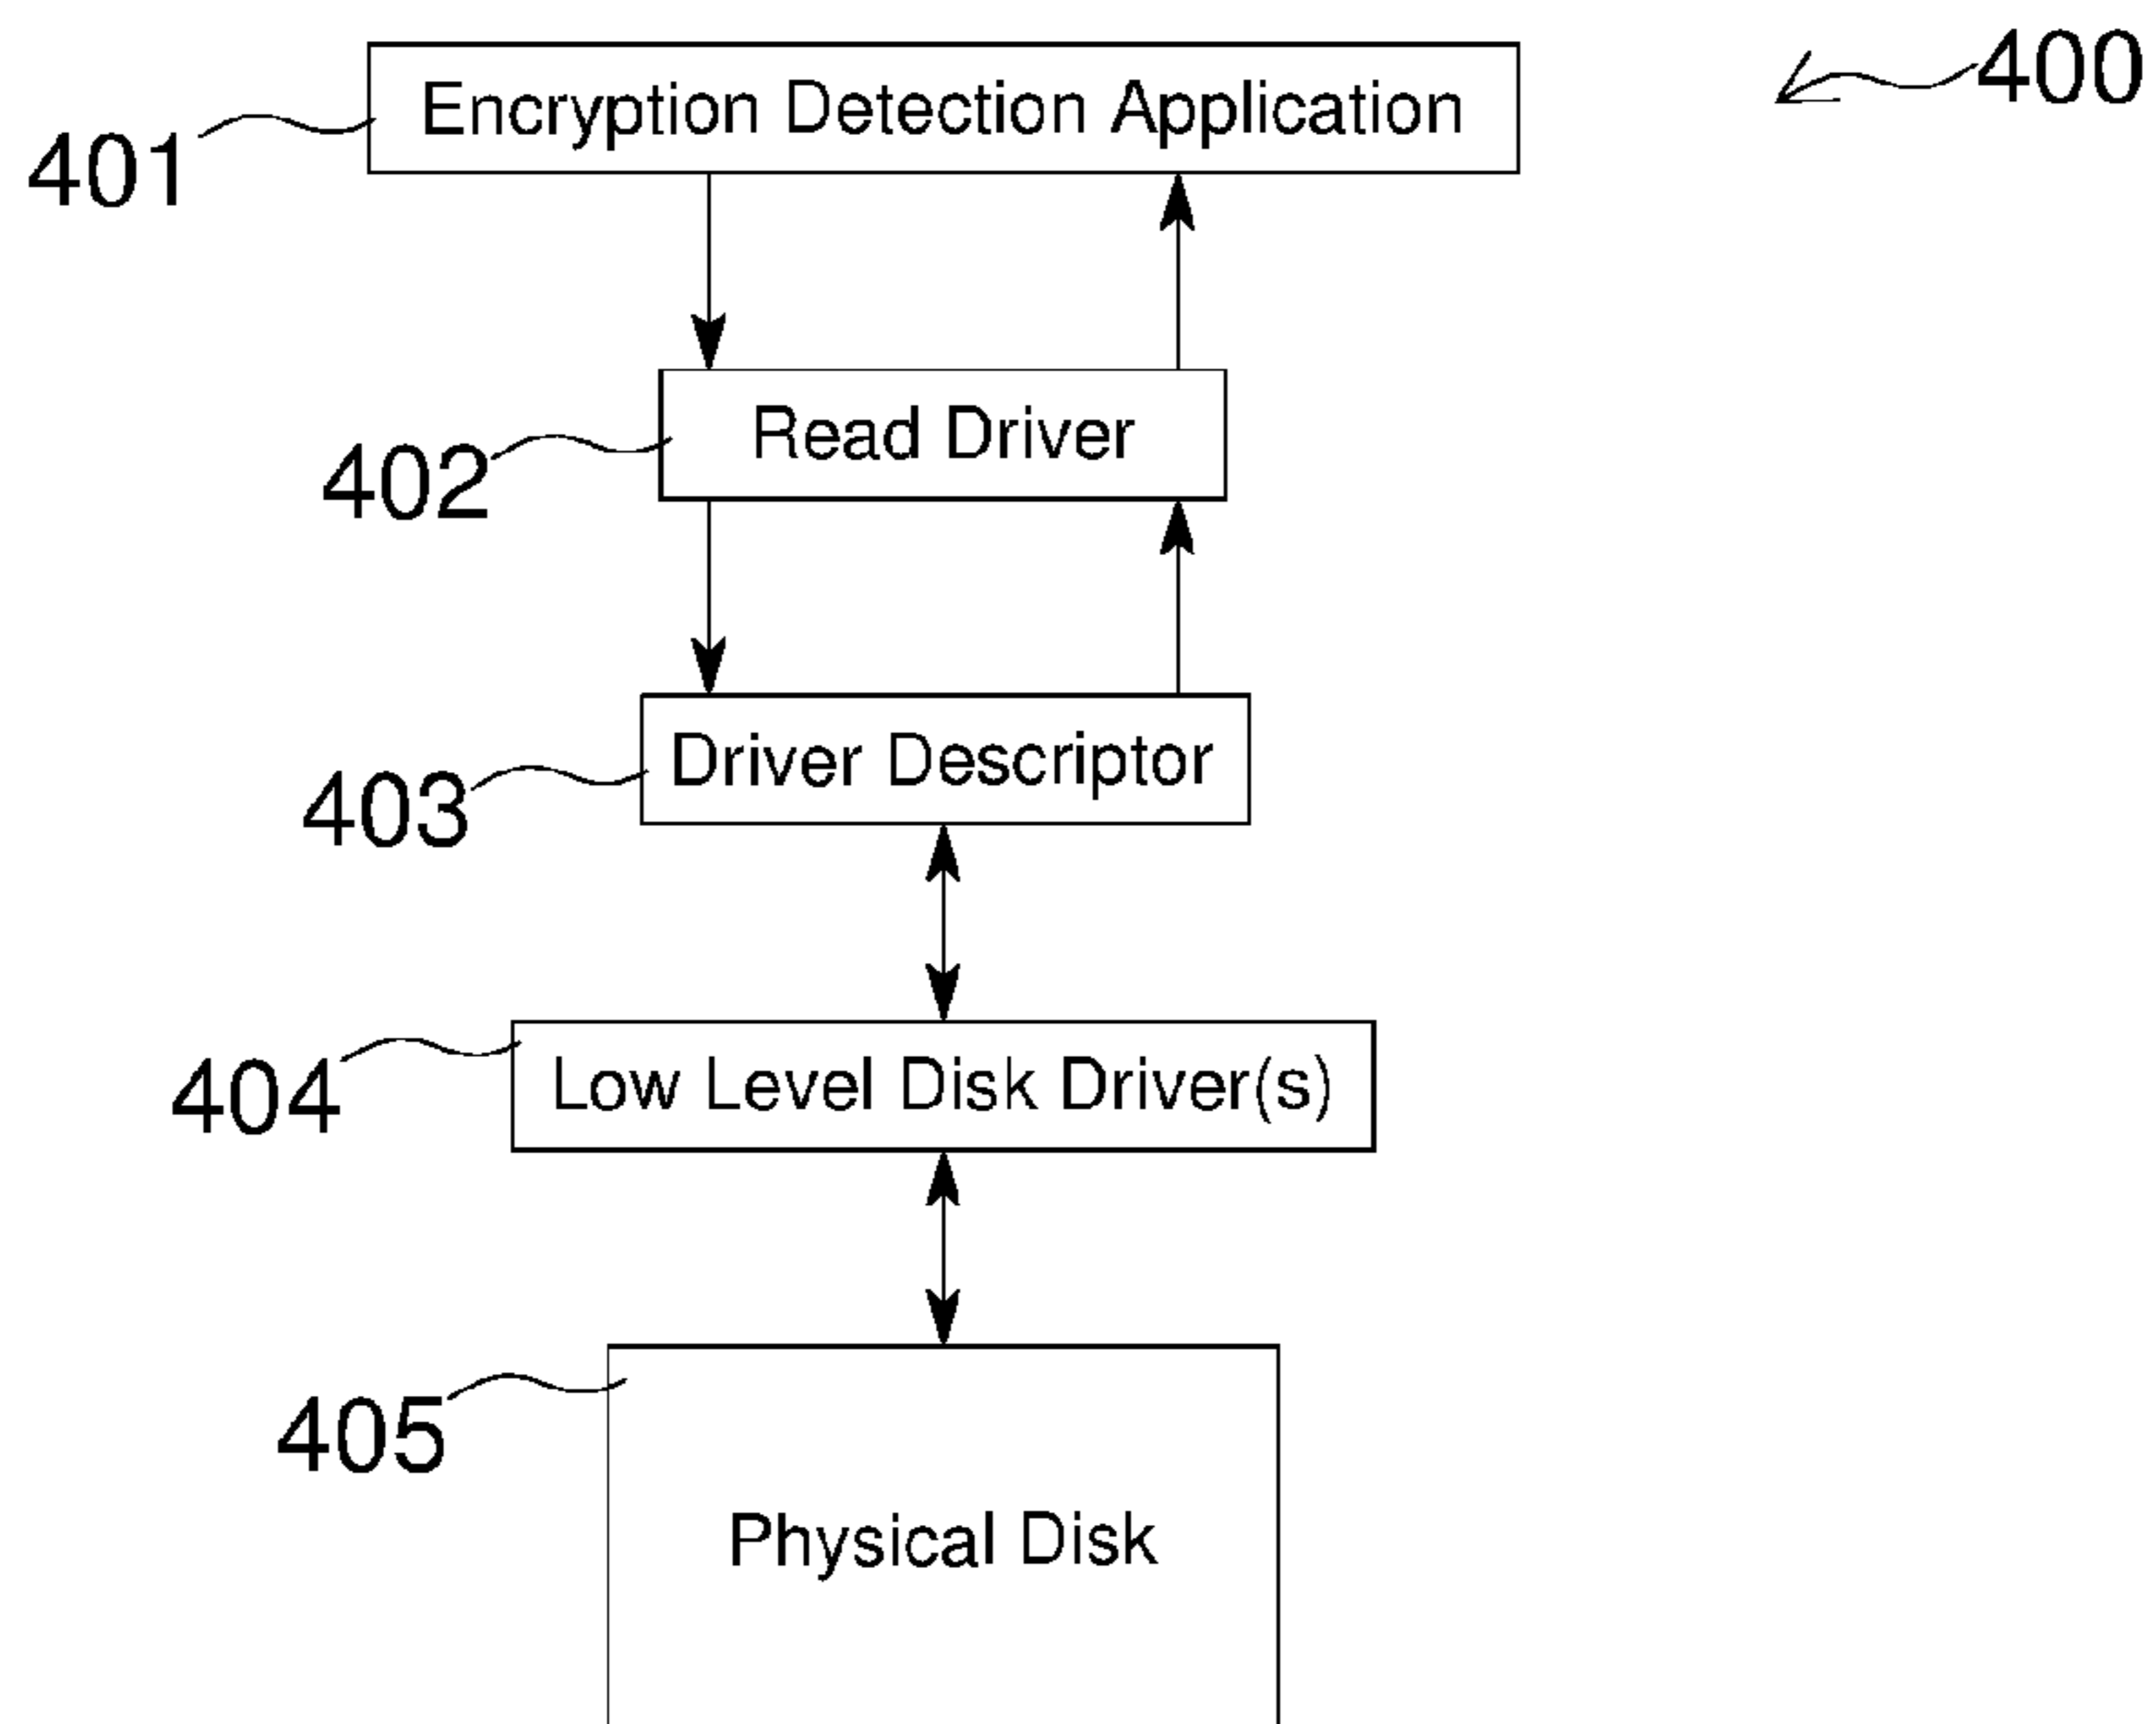 400
Encryption Detection Application
401
Read Driver
402
Driver Descriptor
403
Low Level Disk Driver(s)
404
405
Physical Disk